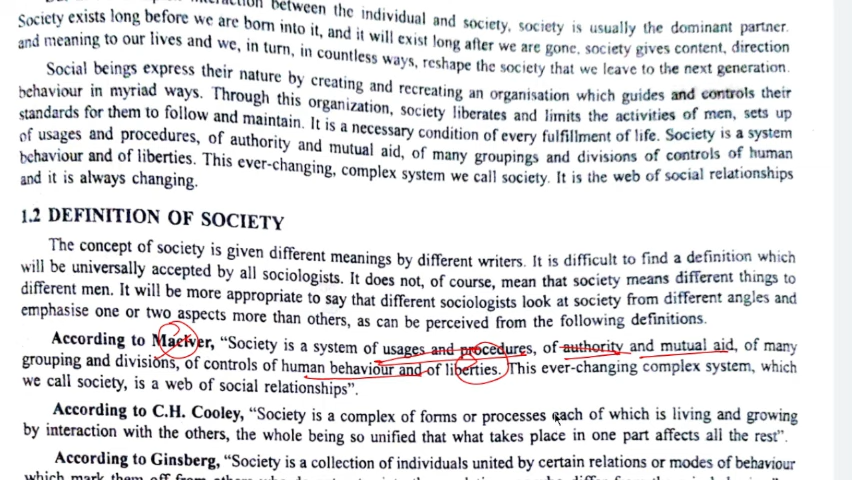 interaction between the individual and society, society is usually the dominant partner.
Society exists long before we are born into it, and it will exist long after we are gone, society gives content, direction
and meaning to our lives and we, in turn, in countless ways, reshape the society that we leave to the next generation.
Social beings express their nature by creating and recreating an organisation which guides and controls their
behaviour in myriad ways. Through this organization, society liberates and limits the activities of men, sets up
standards for them to follow and maintain. It is a necessary condition of every fulfillment of life. Society is a system
of usages and procedures, of authority and mutual aid, of many groupings and divisions of controls of human
behaviour and of liberties. This ever-changing, complex system we call society. It is the web of social relationships
and it is always changing.
1.2 DEFINITION OF SOCIETY
The concept of society is given different meanings by different writers. It is difficult to find a definition which
will be universally accepted by all sociologists. It does not, of course, mean that society means different things to
different men. It will be more appropriate to say that different sociologists look at society from different angles and
emphasise one or two aspects more than others, as can be perceived from the following definitions.
According to MacIver, “Society is a system of usages and procedures, of authority and mutual aid, of many
grouping and divisions, of controls of human behaviour and of liberties. This ever-changing complex system, which
we call society, is a web of social relationships”.
According to C.H. Cooley, “Society is a complex of forms or processes each of which is living and growing
by interaction with the others, the whole being so unified that what takes place in one part affects all the rest”.
According to Ginsberg, “Society is a collection of individuals united by certain relations or modes of behaviour
which mark them off from